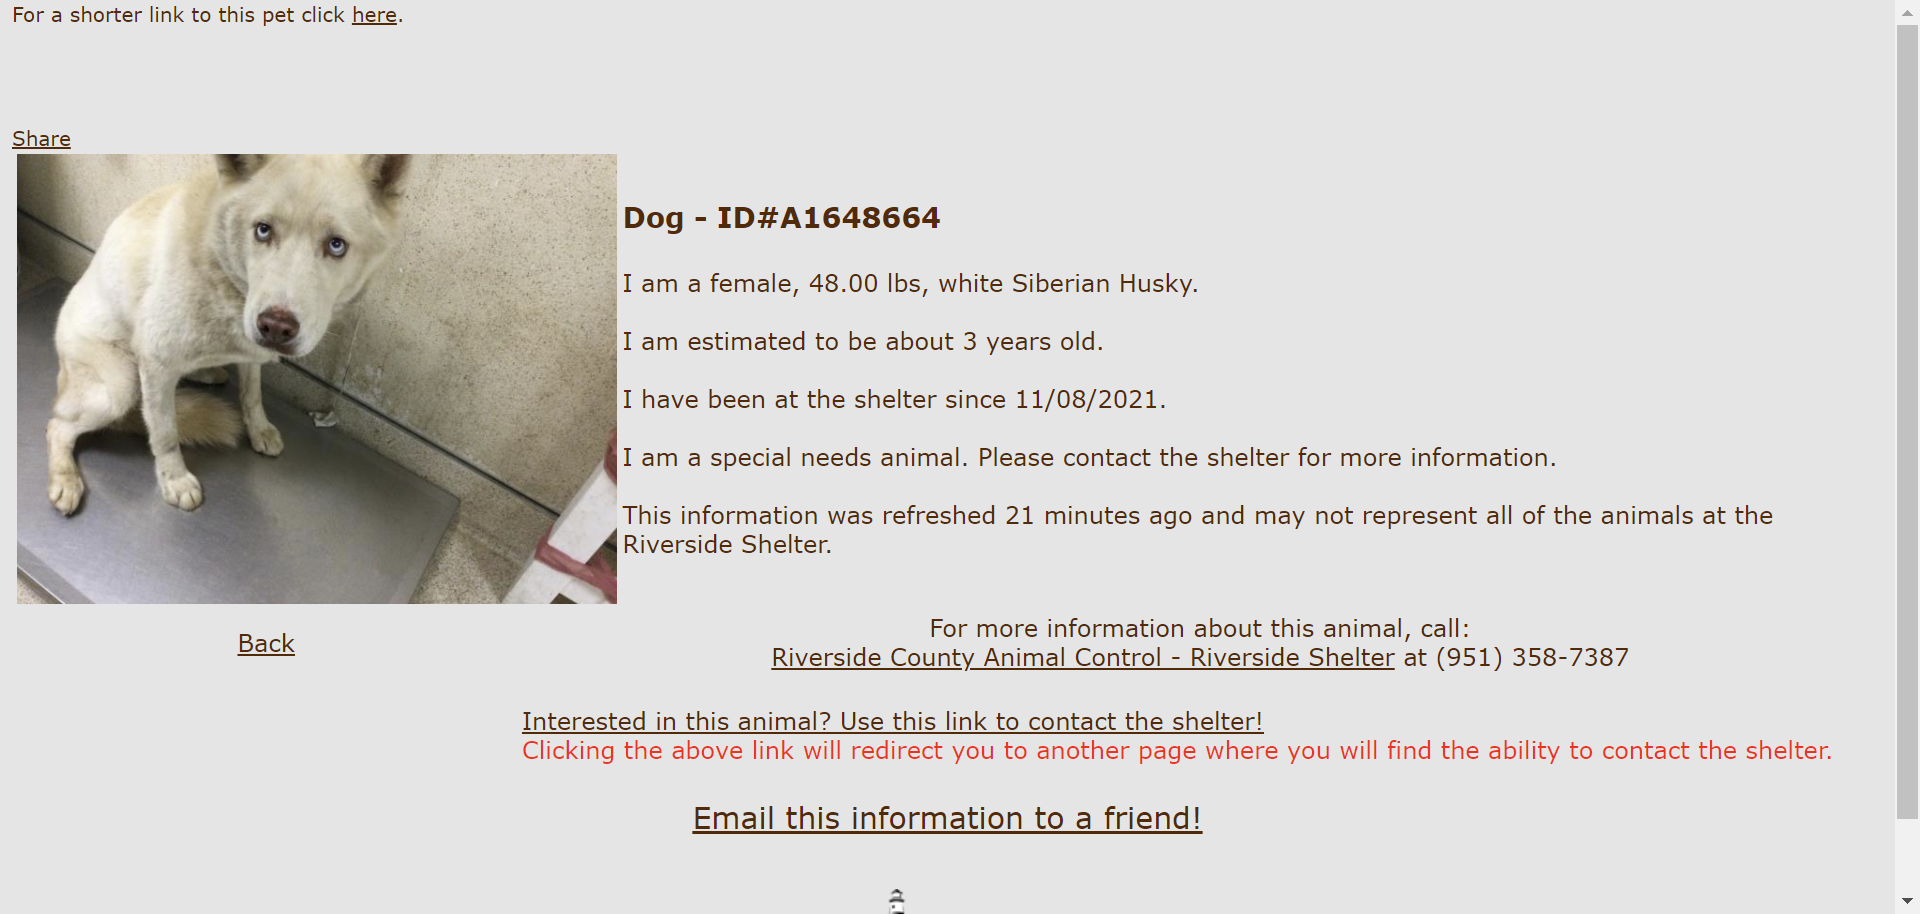 For a shorter link to this pet click here.
Share
Dog - ID#A1648664
I am a female, 48.00 lbs, white Siberian Husky.
I am estimated to be about 3 years old.
I have been at the shelter since 11/08/2021.
I am a special needs animal. Please contact the shelter for more information.
This information was refreshed 21 minutes ago and may not represent all of the animals at the
Riverside Shelter.
Back
For more information about this animal, call:
Riverside County Animal Control - Riverside Shelter at (951) 358-7387
Interested in this animal? Use this link to contact the shelter!
Clicking the above link will redirect you to another page where you will find the ability to contact the shelter.
Email this information to a friend!